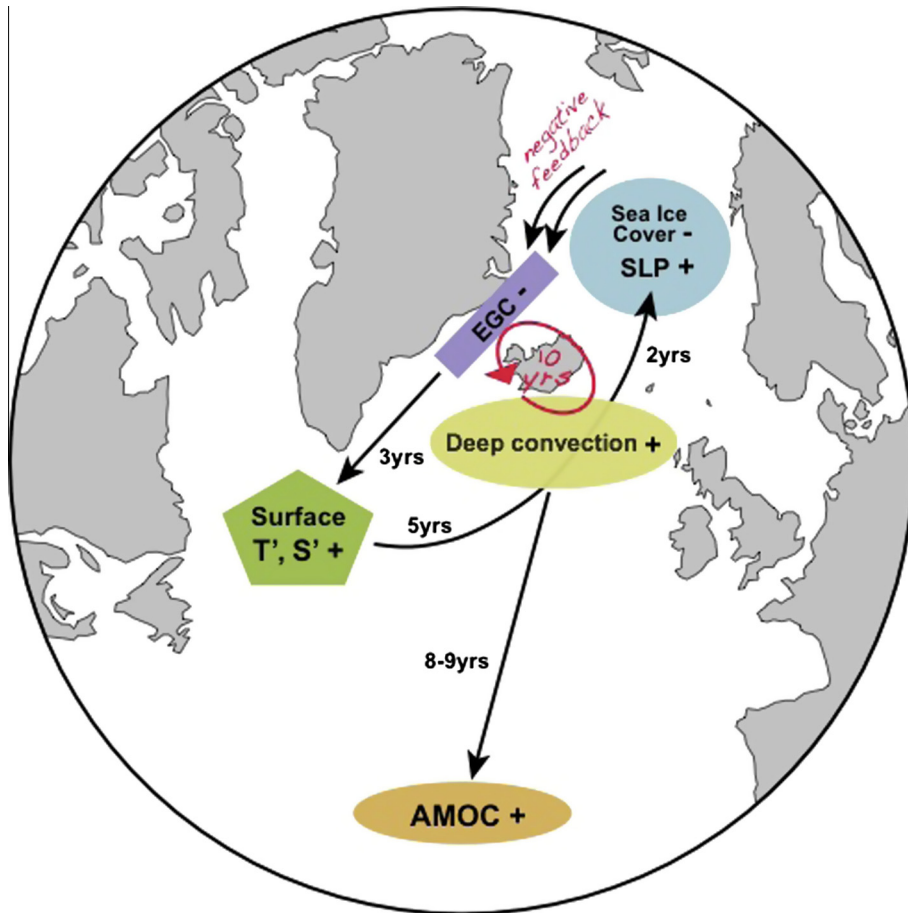 negative
feedback
Sea Ice
Cover -
SLP +
EGC -
10
yrs
2yrs
Deep convection +
3yrs
Surface
T’, S’ +
5yrs
8-9yrs
AMOC +